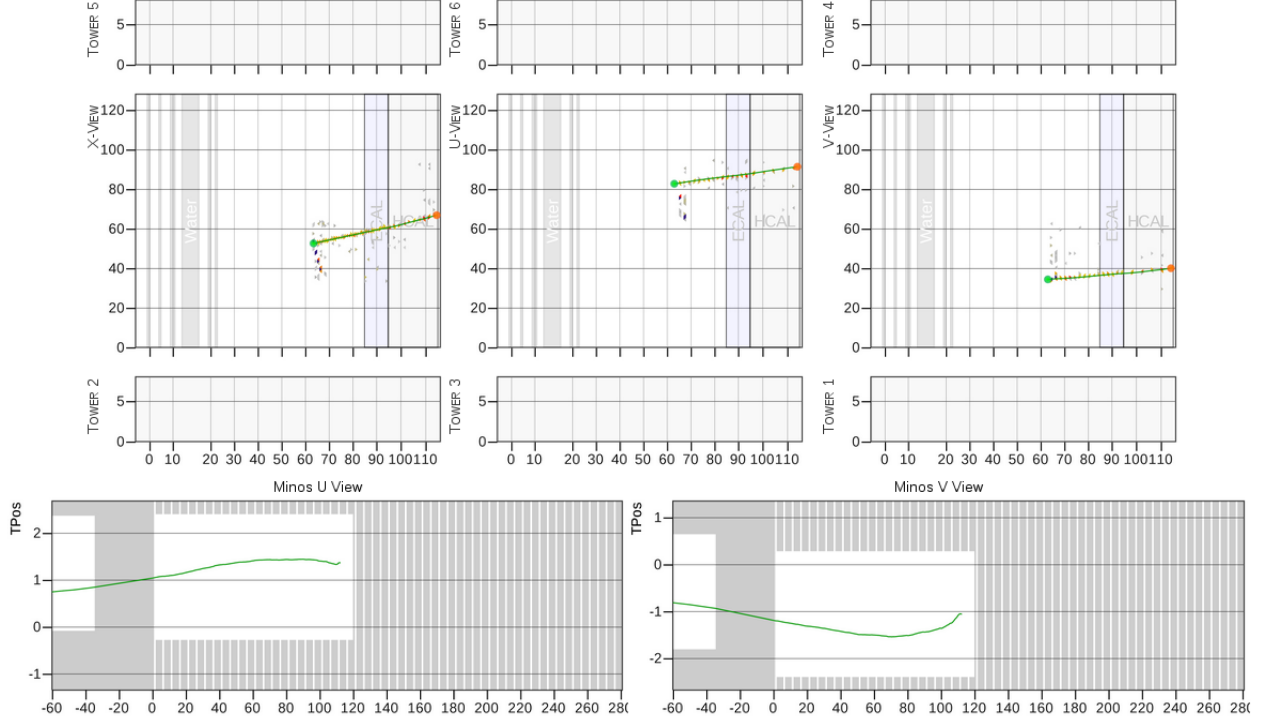 TOWER 5
5
0
TOWER 6
5
0
TOWER 4
5
0
X-VIEW
120
100
80
60
40
20
0
Water
ECAL
HCAL
U-VIEW
120
100
80
60
40
20
0
Water
ECAL
HCAL
V-VIEW
120
100
80
60
40
20
0
Water
ECAL
HCAL
TOWER 2
5
0
0 10 20 30 40 50 60 70 80 90 100 110
TOWER 3
5
0
0 10 20 30 40 50 60 70 80 90 100 110
TOWER 1
5
0
0 10 20 30 40 50 60 70 80 90 100 110
Minos U View
TPos
2
1
0
-1
-60 -40 -20 0 20 40 60 80 100 120 140 160 180 200 220 240 260 280
Minos V View
TPos
1
0
-1
-2
-60 -40 -20 0 20 40 60 80 100 120 140 160 180 200 220 240 260 28